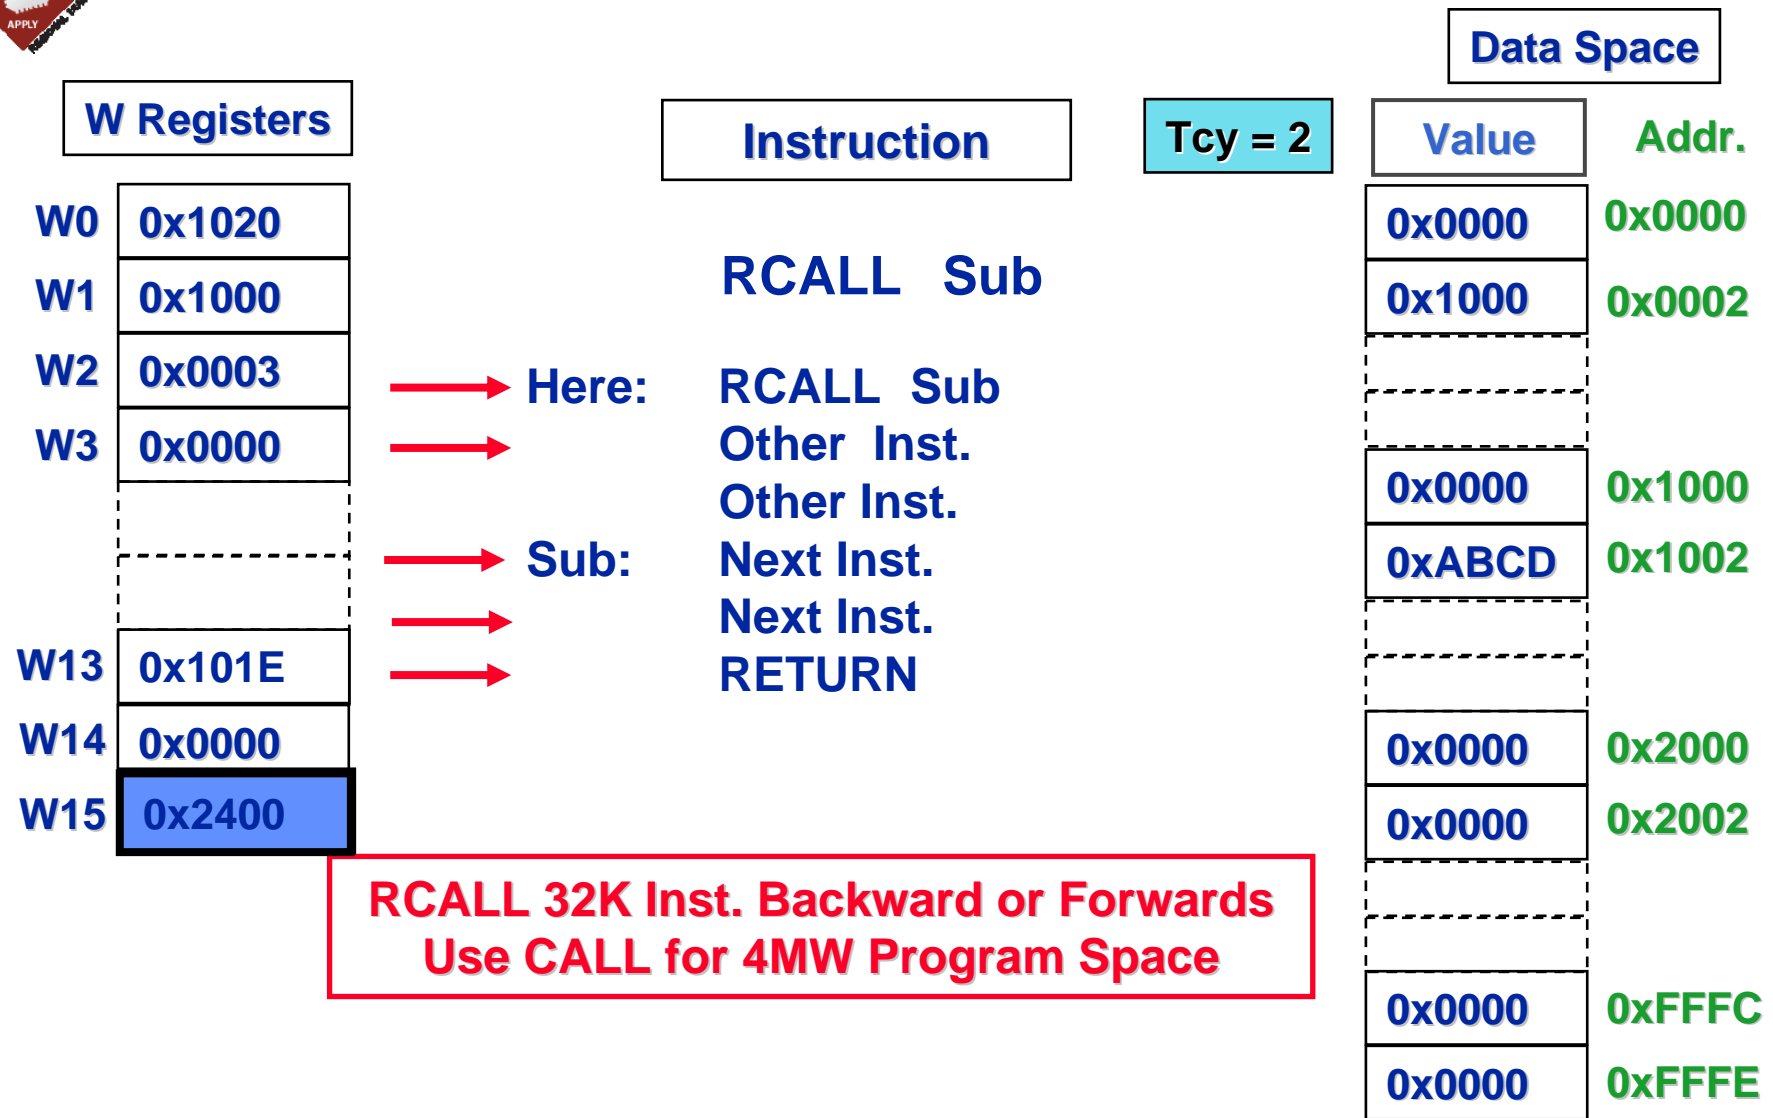 APPLY
Data Space
W Registers
Instruction
Tcy = 2
Value
Addr.
W0 0x1020
W1 0x1000
W2 0x0003
W3 0x0000
W13 0x101E
W14 0x0000
W15 0x2400
RCALL Sub
Here: RCALL Sub
Other Inst.
Other Inst.
Sub: Next Inst.
Next Inst.
RETURN
0x0000 0x0000
0x1000 0x0002
0x0000 0x1000
0xABCD 0x1002
0x0000 0x2000
0x0000 0x2002
0x0000 0xFFFC
0x0000 0xFFFE
RCALL 32K Inst. Backward or Forwards
Use CALL for 4MW Program Space